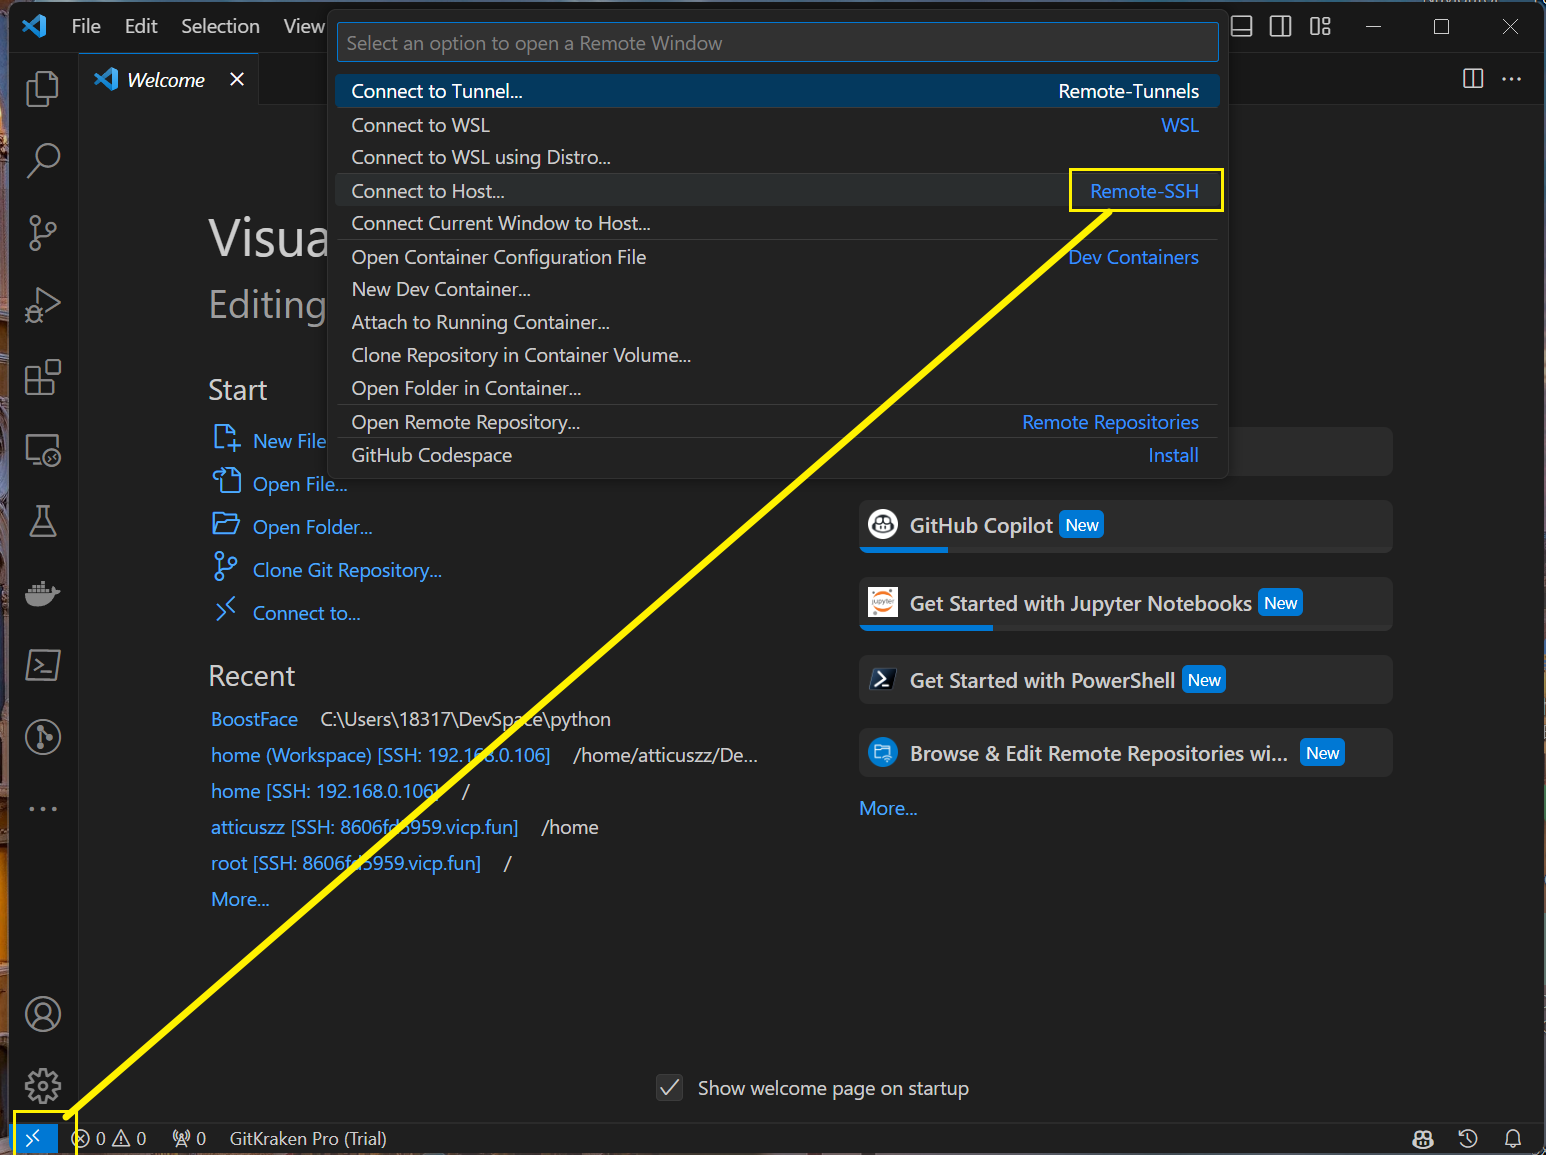 File Edit Selection View
Select an option to open a Remote Window
Welcome
Connect to Tunnel... Remote-Tunnels
Connect to WSL WSL
Connect to WSL using Distro...
Connect to Host... Remote-SSH
Connect Current Window to Host...
Open Container Configuration File Dev Containers
New Dev Container...
Attach to Running Container...
Clone Repository in Container Volume...
Open Folder in Container...
Open Remote Repository... Remote Repositories
GitHub Codespace Install
Visua
Editing
Start
New File
Open File...
Open Folder...
Clone Git Repository...
Connect to...
Recent
BoostFace C:\Users\18317\DevSpace\python
home (Workspace) [SSH: 192.168.0.106] /home/atticuszz/De...
home [SSH: 192.168.0.106] /
atticuszz [SSH: 8606fd5959.vicp.fun] /home
root [SSH: 8606fd5959.vicp.fun] /
More...
GitHub Copilot New
jupyter Get Started with Jupyter Notebooks New
Get Started with PowerShell New
Browse & Edit Remote Repositories wi... New
More...
Show welcome page on startup
0 0 0 GitKraken Pro (Trial)